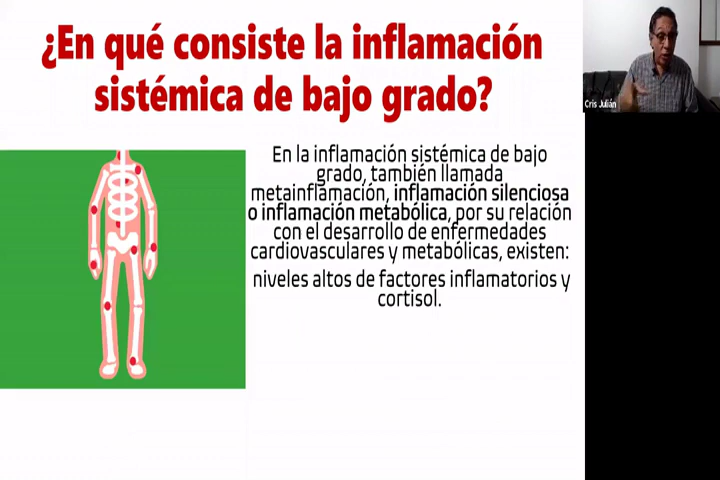 ¿En qué consiste la inflamación
sistémica de bajo grado?
Cris Julián
En la inflamación sistémica de bajo
grado, también llamada
metainflamación, inflamación silenciosa
o inflamación metabólica, por su relación
con el desarrollo de enfermedades
cardiovasculares y metabólicas, existen:
niveles altos de factores inflamatorios y
cortisol.